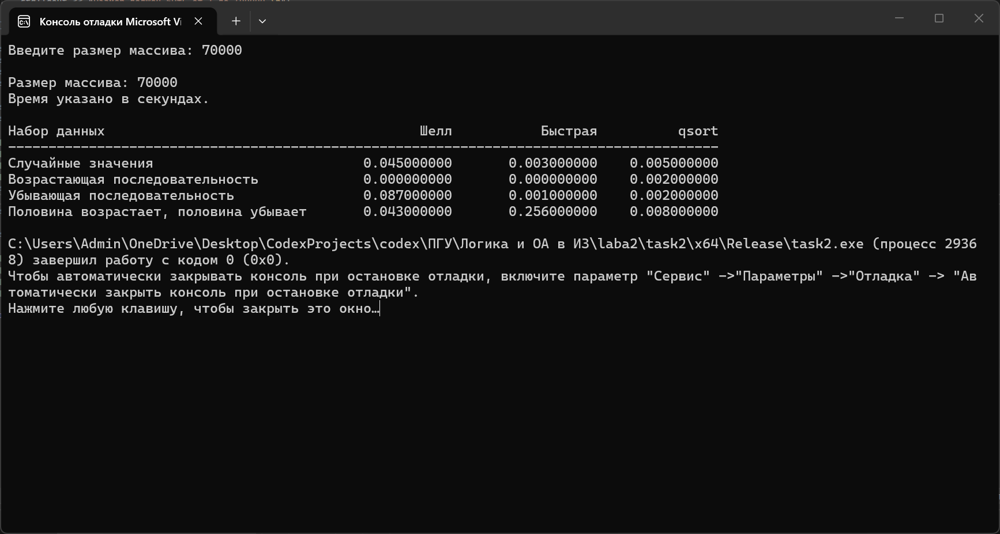 Консоль отладки Microsoft Vi
Введите размер массива: 70000
Размер массива: 70000
Время указано в секундах.
Набор данных Шелл Быстрая qsort
----------------------------------------------------------------------------------------
Случайные значения 0.045000000 0.003000000 0.005000000
Возрастающая последовательность 0.000000000 0.000000000 0.002000000
Убывающая последовательность 0.087000000 0.001000000 0.002000000
Половина возрастает, половина убывает 0.043000000 0.256000000 0.008000000
C:\Users\Admin\OneDrive\Desktop\CodexProjects\codex\ПГУ\Логика и ОА в ИЗ\laba2\task2\x64\Release\task2.exe (процесс 2936
8) завершил работу с кодом 0 (0x0).
Чтобы автоматически закрывать консоль при остановке отладки, включите параметр "Сервис" ->"Параметры" ->"Отладка" -> "Ав
томатически закрыть консоль при остановке отладки".
Нажмите любую клавишу, чтобы закрыть это окно…